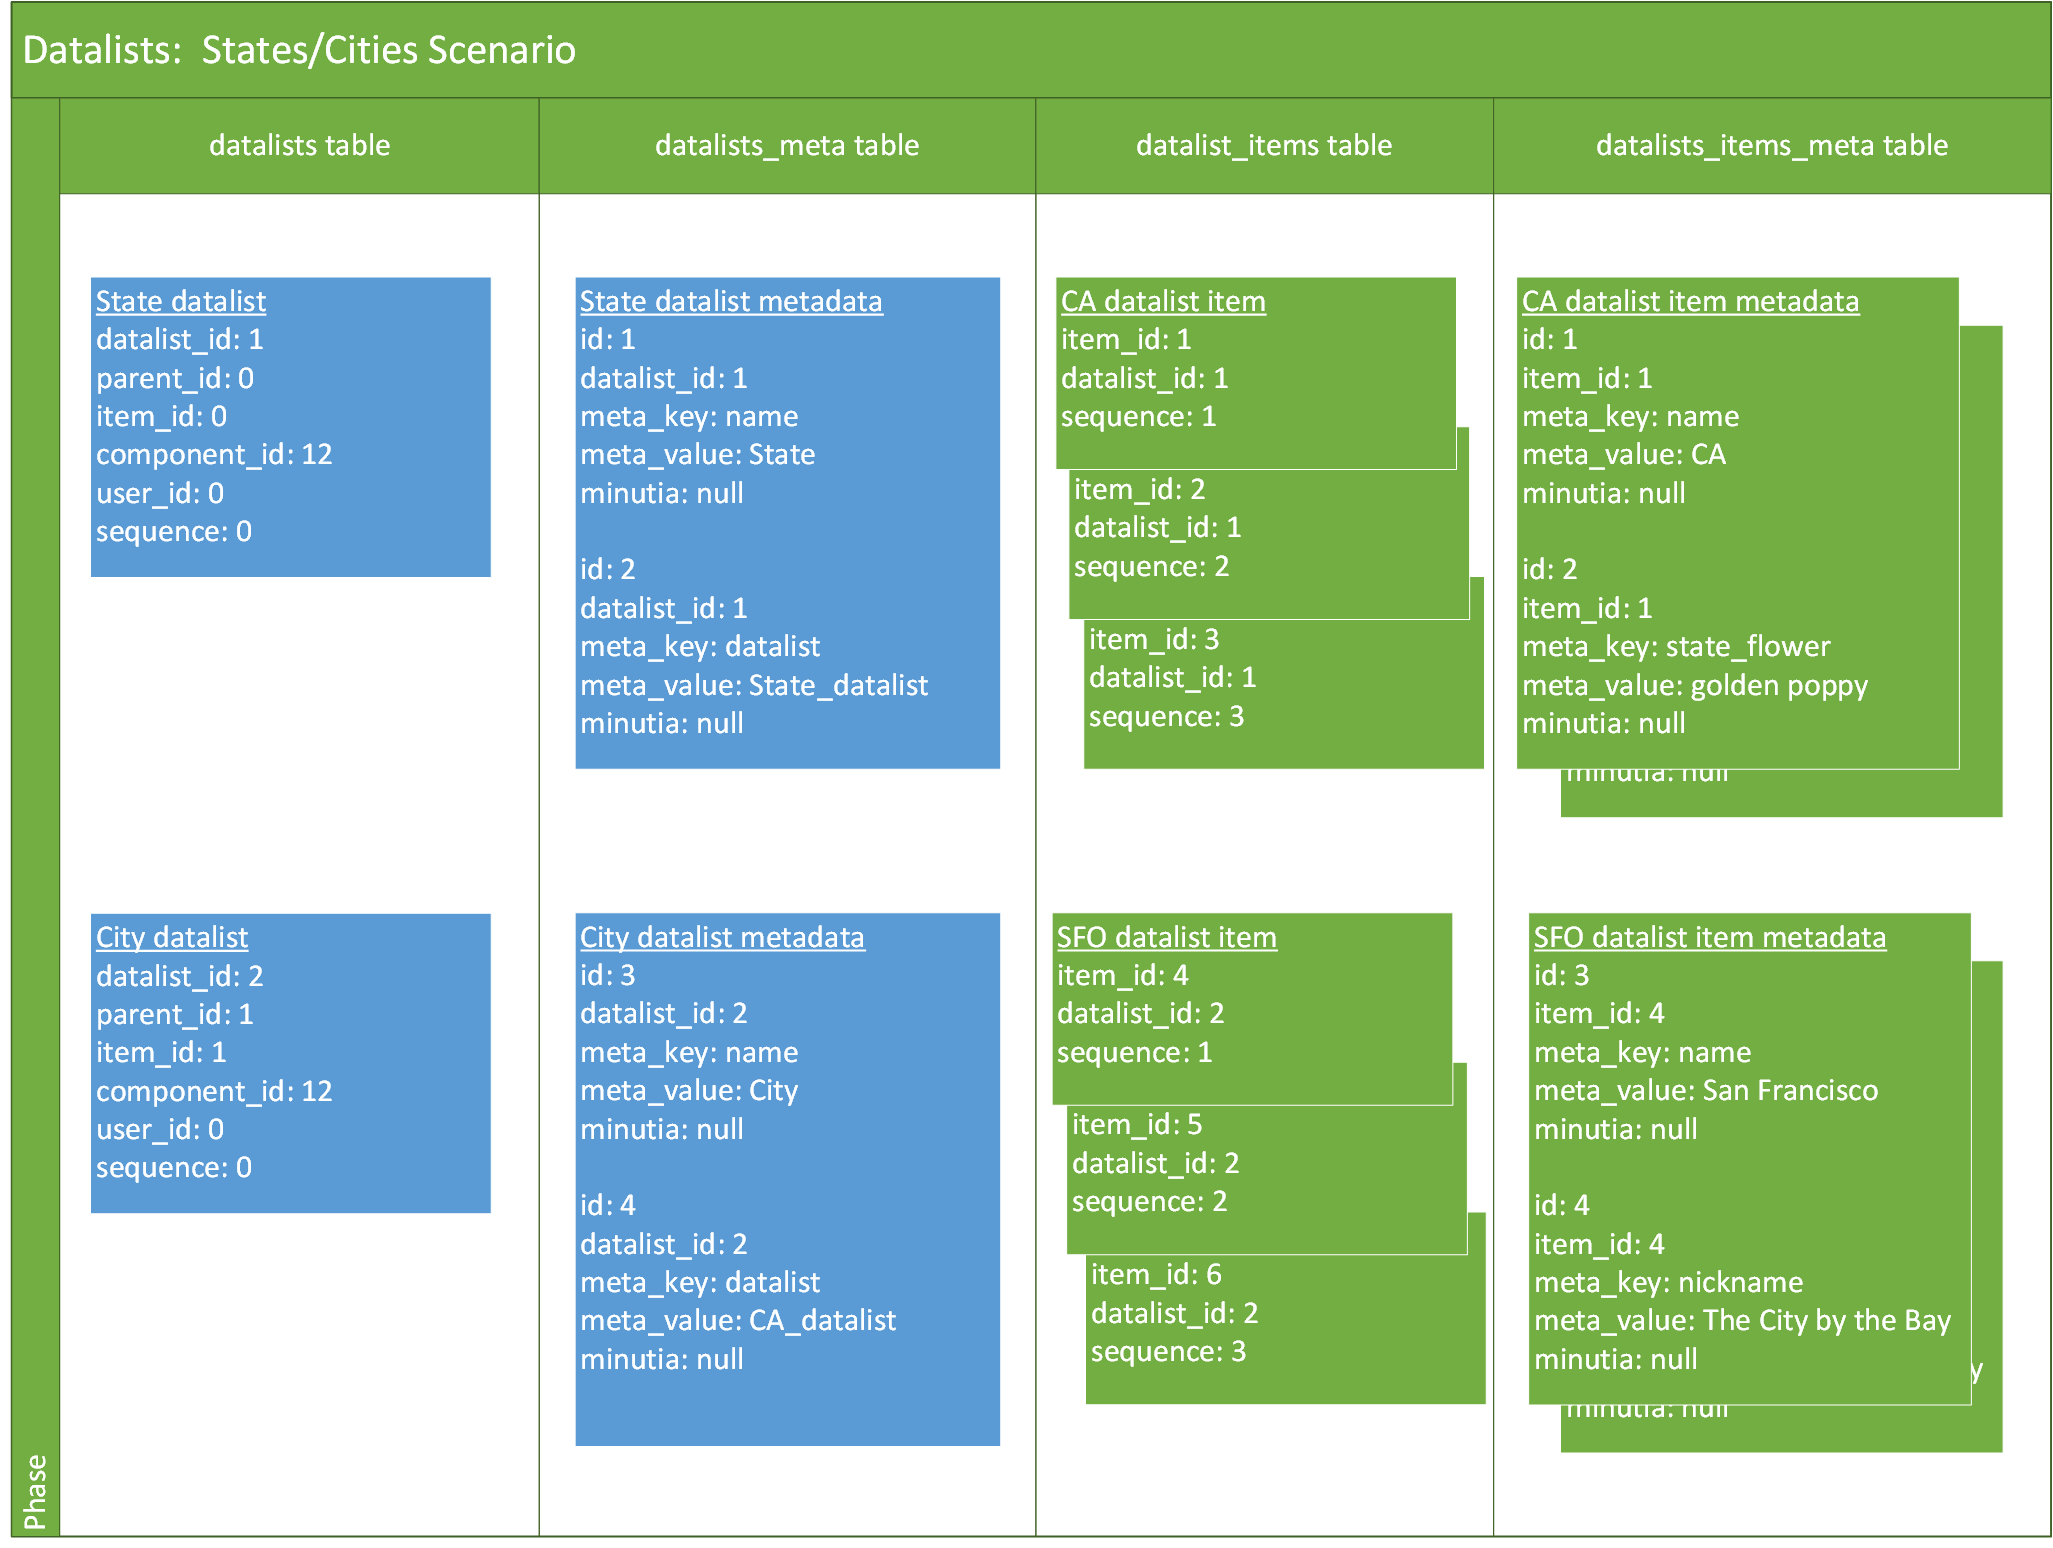 Datalists:  States/Cities Scenario
datalists table
datalists_meta table
datalist_items table
datalists_items_meta table
Phase
State datalist
datalist_id: 1
parent_id: 0
item_id: 0
component_id: 12
user_id: 0
sequence: 0
State datalist metadata
id: 1
datalist_id: 1
meta_key: name
meta_value: State
minutia: null
id: 2
datalist_id: 1
meta_key: datalist
meta_value: State_datalist
minutia: null
CA datalist item
item_id: 1
datalist_id: 1
sequence: 1
item_id: 2
datalist_id: 1
sequence: 2
item_id: 3
datalist_id: 1
sequence: 3
CA datalist item metadata
id: 1
item_id: 1
meta_key: name
meta_value: CA
minutia: null
id: 2
item_id: 1
meta_key: state_flower
meta_value: golden poppy
minutia: null
minutia: null
City datalist
datalist_id: 2
parent_id: 1
item_id: 1
component_id: 12
user_id: 0
sequence: 0
City datalist metadata
id: 3
datalist_id: 2
meta_key: name
meta_value: City
minutia: null
id: 4
datalist_id: 2
meta_key: datalist
meta_value: CA_datalist
minutia: null
SFO datalist item
item_id: 4
datalist_id: 2
sequence: 1
item_id: 5
datalist_id: 2
sequence: 2
item_id: 6
datalist_id: 2
sequence: 3
SFO datalist item metadata
id: 3
item_id: 4
meta_key: name
meta_value: San Francisco
minutia: null
id: 4
item_id: 4
meta_key: nickname
meta_value: The City by the Bay
minutia: null
minutia: null